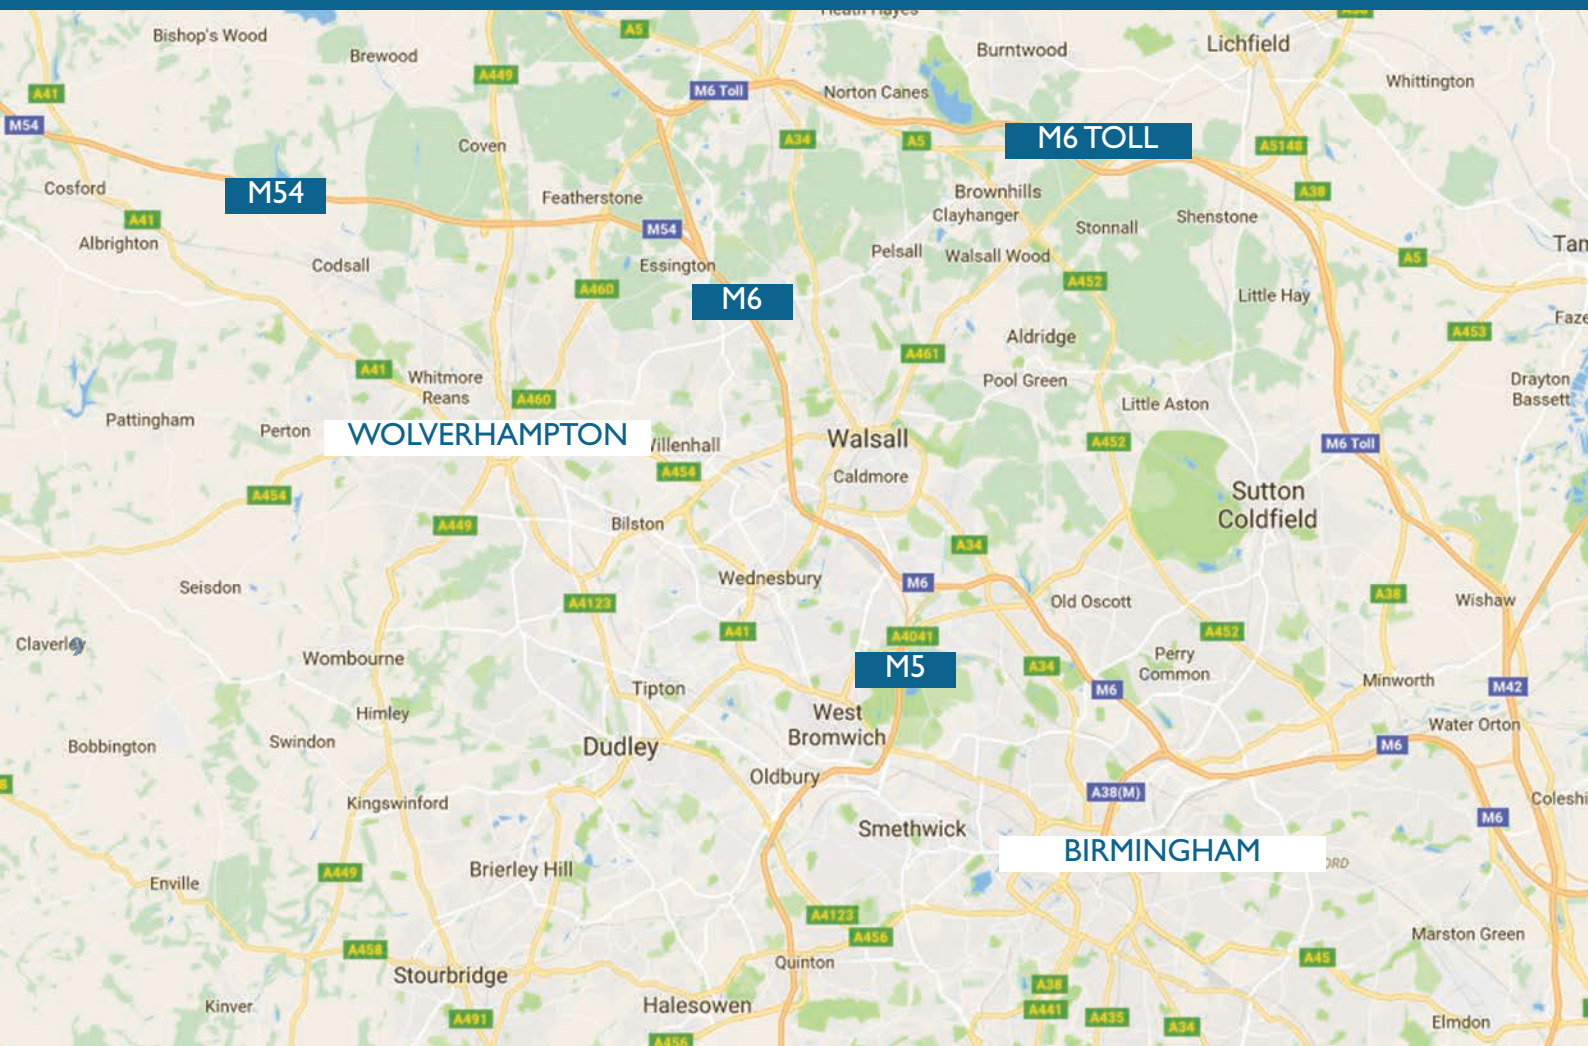 Heath Hayes
Bishop's Wood
A5
Burntwood
Lichfield
Brewood
A449
Whittington
A41
M6 Toll
Norton Canes
M54
A34
A5
M6 TOLL
A5148
Coven
Cosford
M54
Featherstone
Brownhills
A38
A41
Clayhanger
Shenstone
Albrighton
M54
Stonnall
Pelsall
Walsall Wood
A5
Codsall
Essington
A460
A452
Little Hay
M6
A453
Aldridge
A461
A41
Whitmore
Reans
Pool Green
Drayton
Bassett
A460
Little Aston
Pattingham
Perton
WOLVERHAMPTON
Walsall
A452
M6 Toll
A454
Caldmore
A454
Sutton
Coldfield
A449
Bilston
A34
Wednesbury
M6
Seisdon
A4123
Old Oscott
A38
Wishaw
A41
A4041
A452
Claverley
Wombourne
M5
A34
Perry
Common
Tipton
M6
Minworth
M42
Himley
West
Bromwich
Water Orton
Bobbington
Swindon
Dudley
M6
Oldbury
A38(M)
Kingswinford
M6
Smethwick
BIRMINGHAM
Brierley Hill
A449
Enville
A4123
A456
Marston Green
A458
Quinton
A45
Stourbridge
A38
Kinver
Halesowen
A441
A435
A491
A34
Elmdon
A456